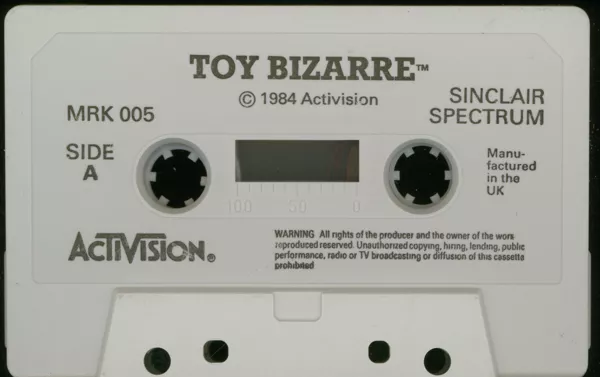 TOY BIZARRE™
© 1984 Activision
MRK 005
SINCLAIR
SPECTRUM
SIDE
A
Manu-
factured
in the
UK
100 50 0
ACTIVISION®
WARNING All rights of the producer and the owner of the work
reproduced reserved. Unauthorized copying, hiring, lending, public
performance, radio or TV broadcasting or diffusion of this cassette
prohibited